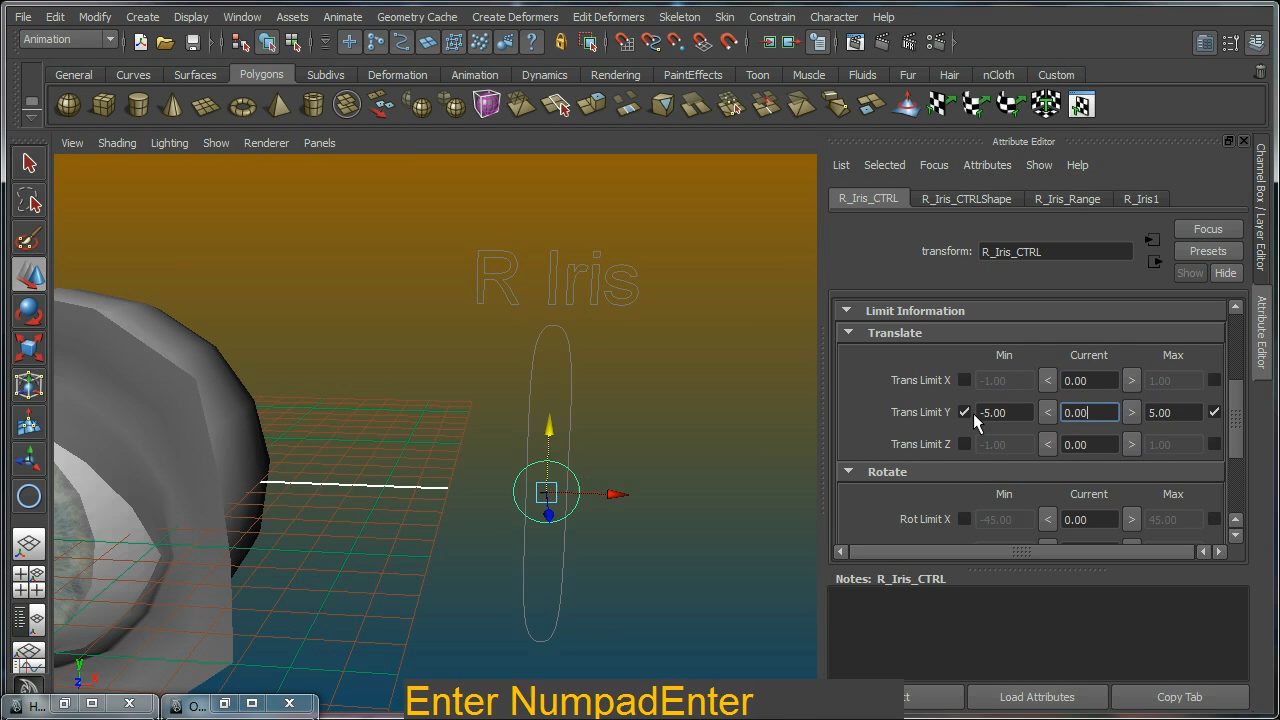 File Edit Modify Create Display Window Assets Animate Geometry Cache Create Deformers Edit Deformers Skeleton Skin Constrain Character Help
Animation
General Curves Surfaces Polygons Subdivs Deformation Animation Dynamics Rendering PaintEffects Toon Muscle Fluids Fur Hair nCloth Custom
View Shading Lighting Show Renderer Panels
Attribute Editor
List Selected Focus Attributes Show Help
R_Iris_CTRL R_Iris_CTRLShape R_Iris_Range R_Iris1
Focus
transform: R_Iris_CTRL Presets
Show Hide
Channel Box / Layer Editor
Attribute Editor
R Iris
Limit Information
Translate
Min Current Max
Trans Limit X -1.00 < 0.00 > 1.00
Trans Limit Y -5.00 < 0.00 > 5.00
Trans Limit Z -1.00 < 0.00 > 1.00
Rotate
Min Current Max
Rot Limit X -45.00 < 0.00 > 45.00
Notes: R_Iris_CTRL
y
z x
H... O...
Load Attributes Copy Tab
Enter NumpadEnter